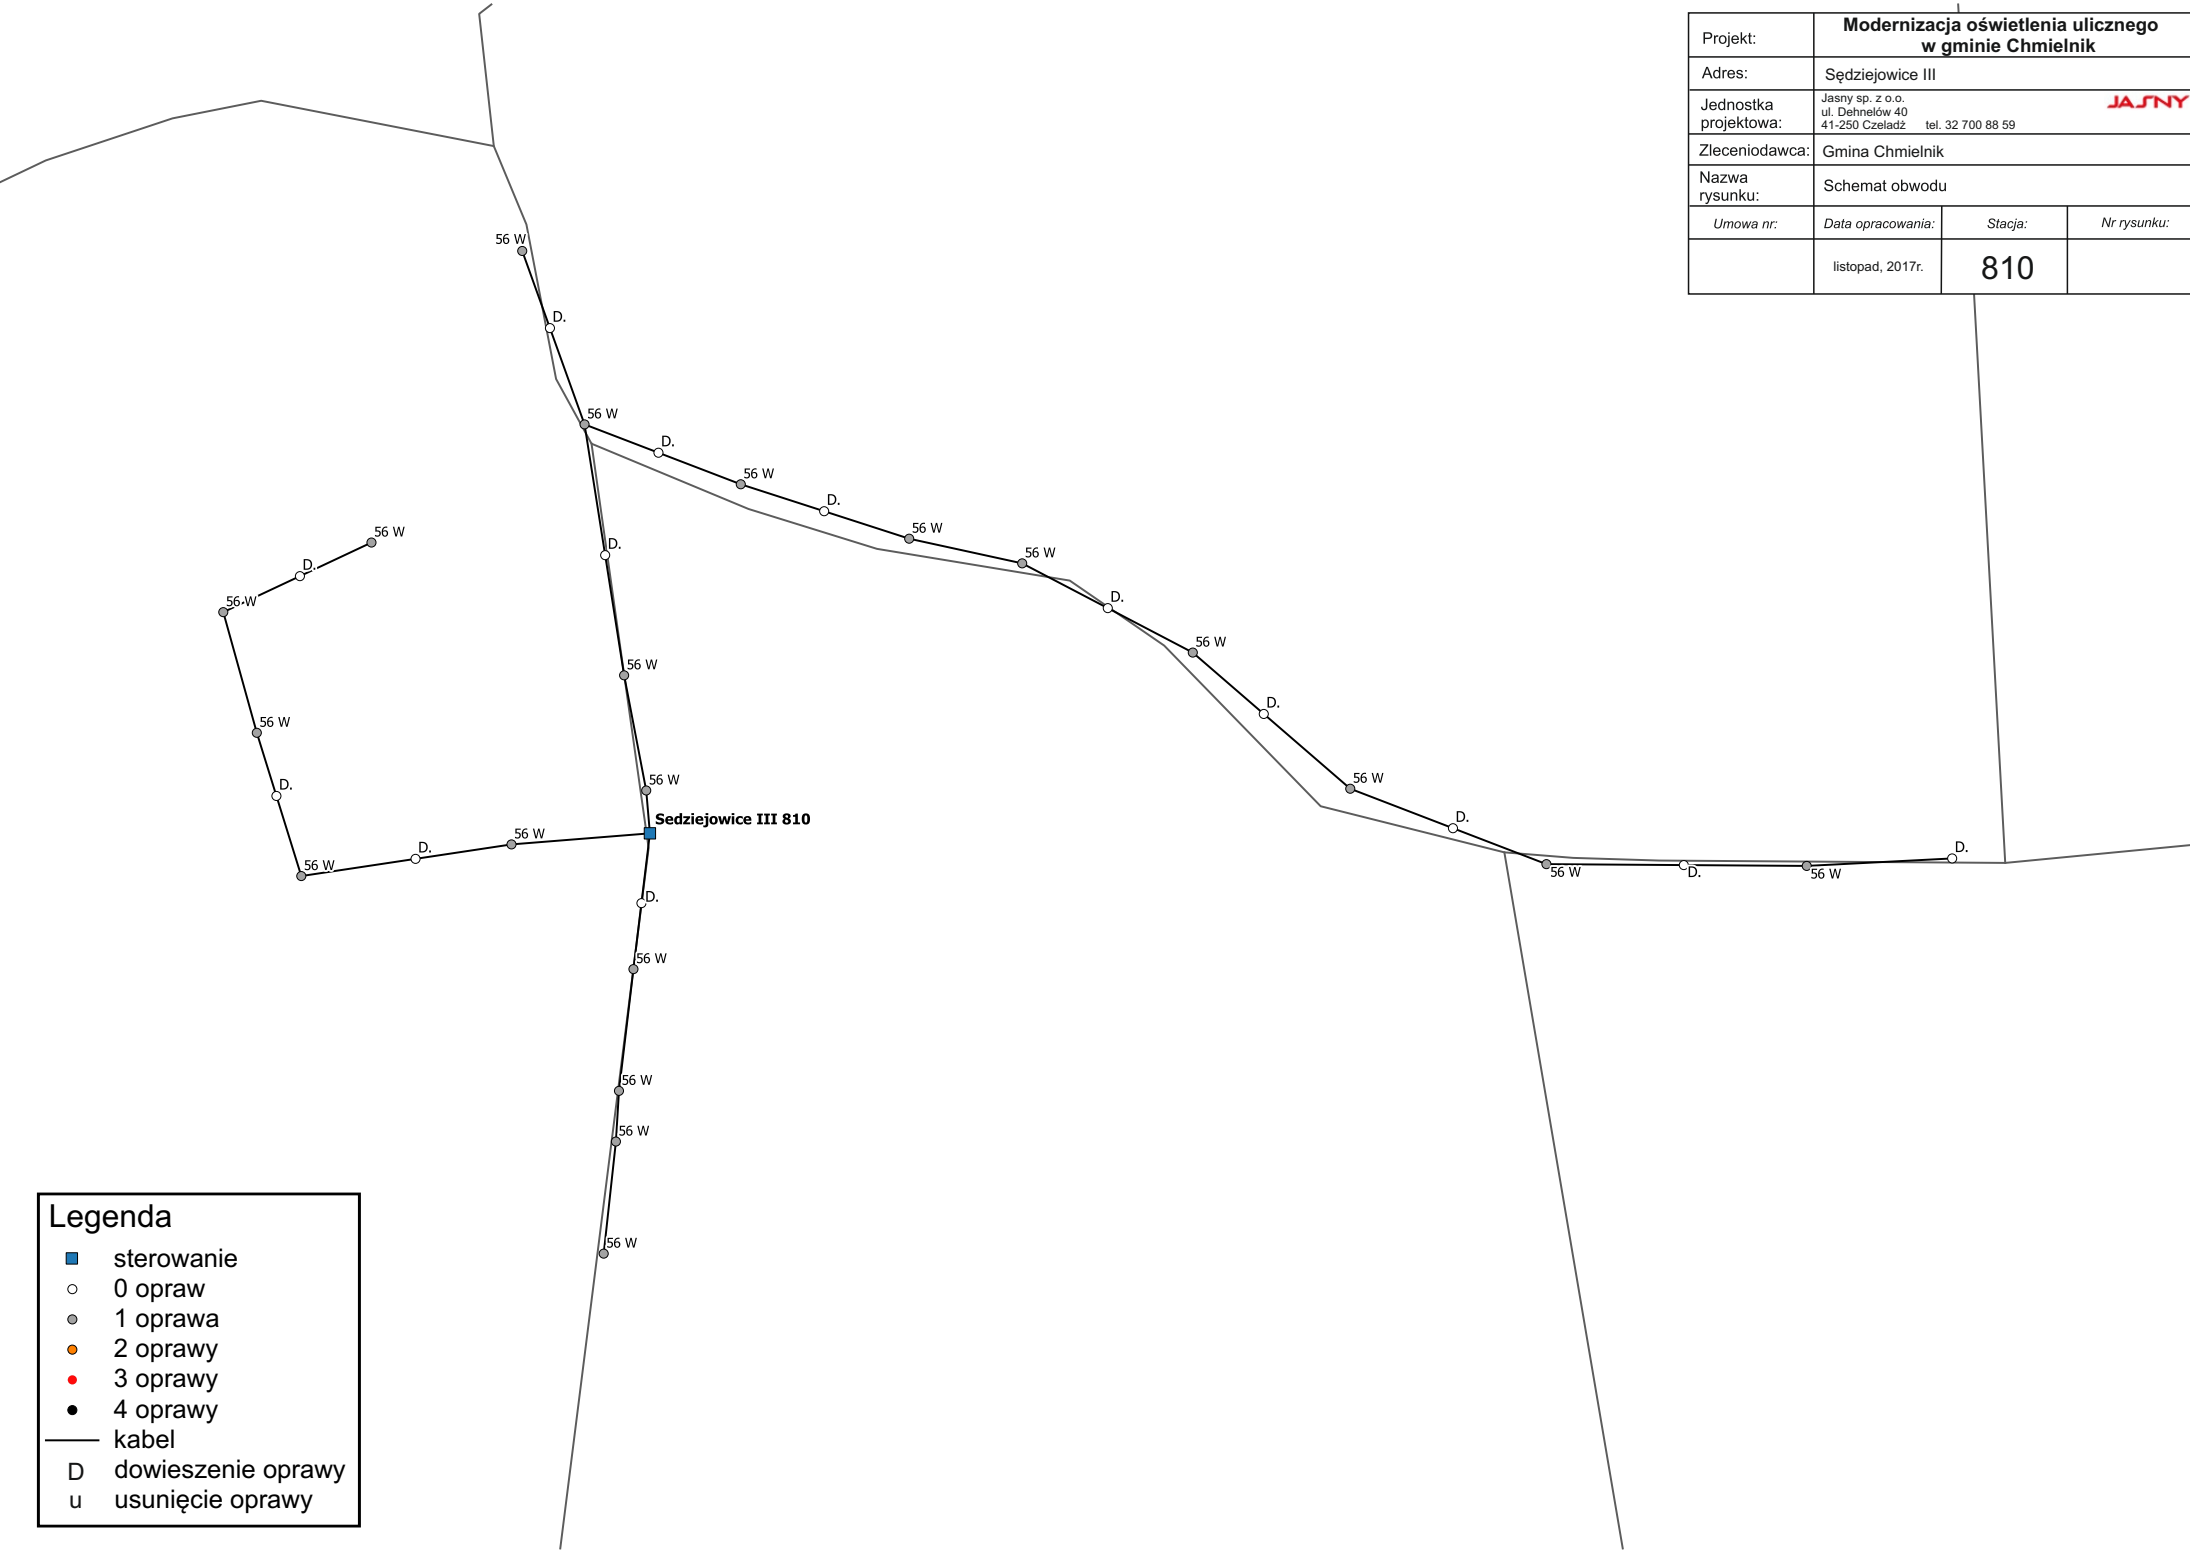 Projekt:
Modernizacja oświetlenia ulicznego
w gminie Chmielnik
Adres:
Sędziejowice III
Jednostka
projektowa:
Jasny sp. z o.o.
ul. Dehnelów 40
41-250 Czeladź tel. 32 700 88 59
JASNY
Zleceniodawca:
Gmina Chmielnik
Nazwa
rysunku:
Schemat obwodu
Umowa nr:
Data opracowania:
Stacja:
Nr rysunku:
listopad, 2017r.
810
56 W
D.
56 W
D.
56 W
D.
56 W
56 W
D.
56 W
D.
56 W
D.
56 W
D.
56 W
D.
D.
56 W
56 W
Sedziejowice III 810
56 W
D.
56 W
56 W
D.
56 W
D.
56 W
D.
56 W
56 W
56 W
56 W
Legenda
sterowanie
0 opraw
1 oprawa
2 oprawy
3 oprawy
4 oprawy
kabel
D dowieszenie oprawy
u usunięcie oprawy